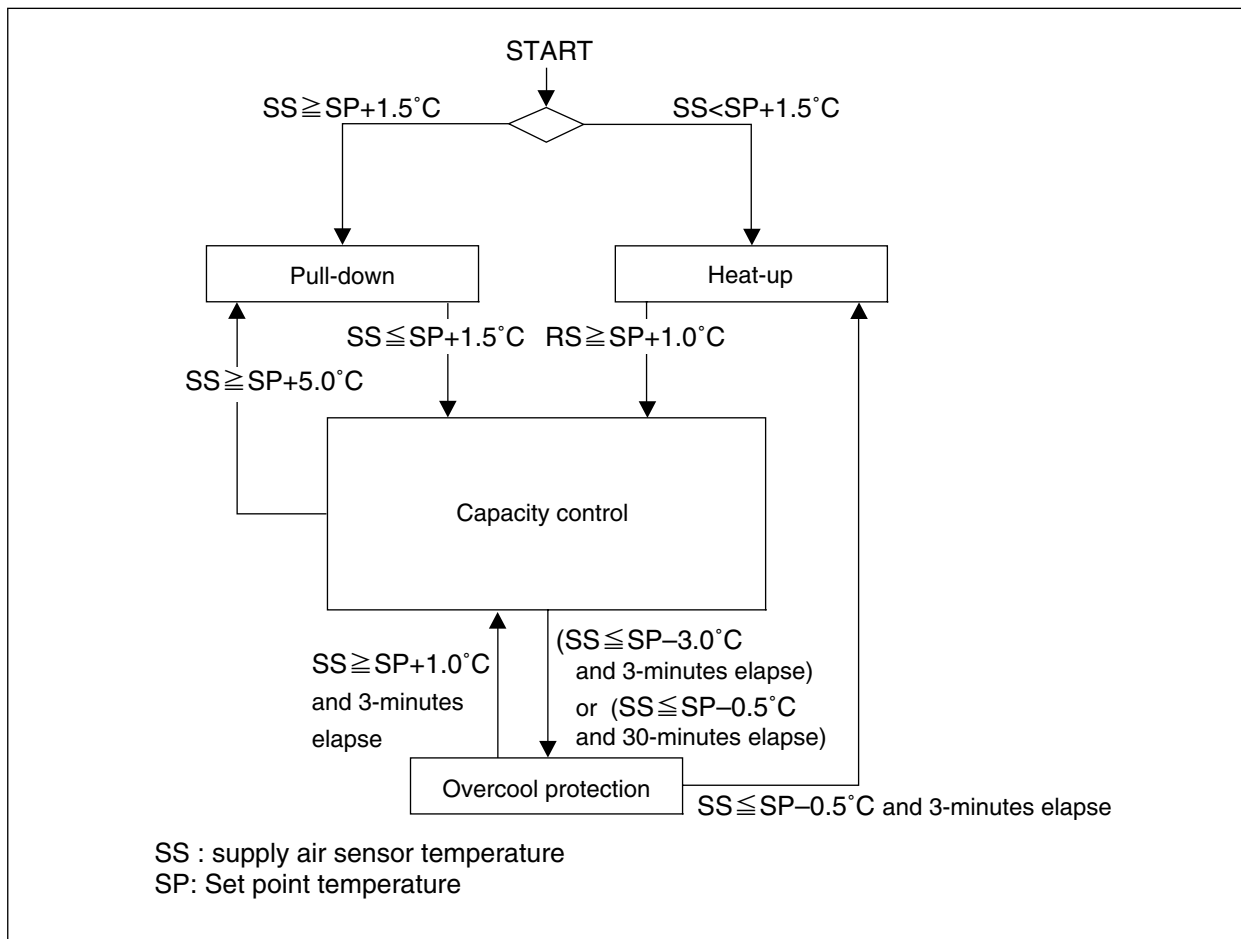 START
SS≧SP+1.5˚C
SS<SP+1.5˚C
Pull-down
Heat-up
SS≦SP+1.5˚C
RS≧SP+1.0˚C
SS≧SP+5.0˚C
Capacity control
SS≧SP+1.0˚C
and 3-minutes
elapse
(SS≦SP–3.0˚C
and 3-minutes elapse)
or (SS≦SP–0.5˚C
and 30-minutes elapse)
Overcool protection
SS≦SP–0.5˚C and 3-minutes elapse
SS : supply air sensor temperature
SP: Set point temperature